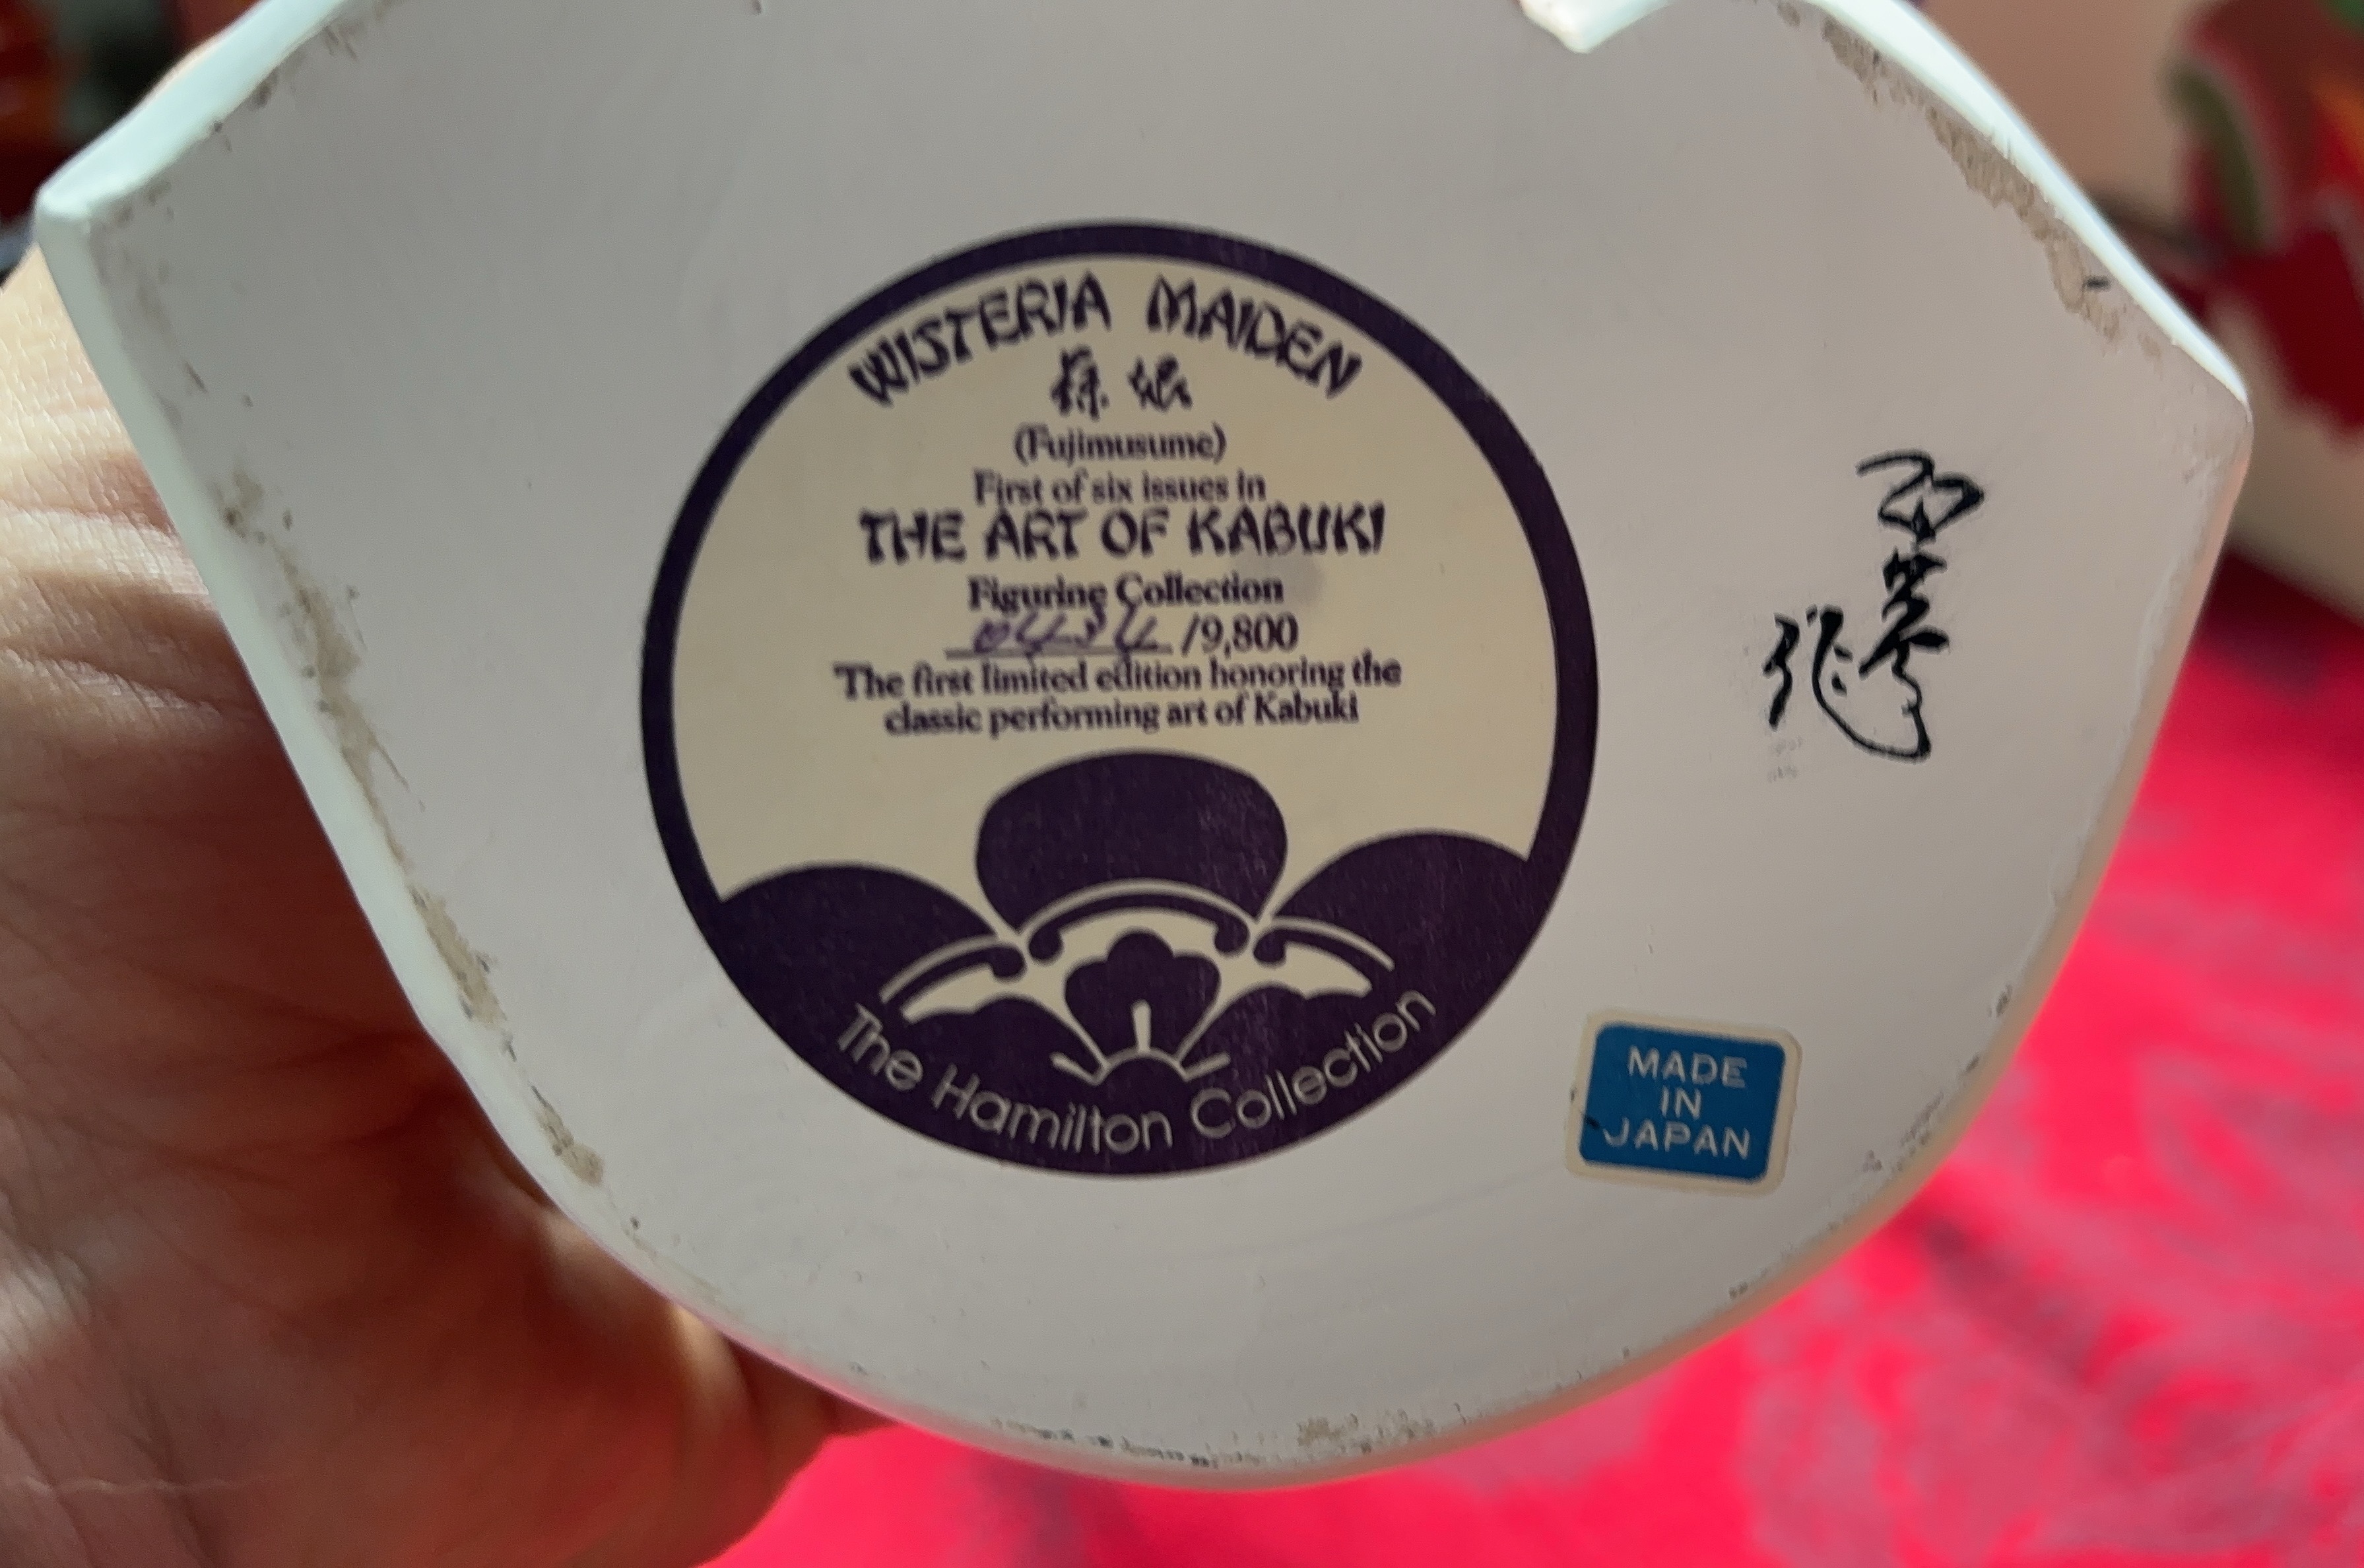 WISTERIA MAIDEN
藤娘
(Fujimusume)
First of six issues in
THE ART OF KABUKI
Figurine Collection
/9,800
The first limited edition honoring the
classic performing art of Kabuki
The Hamilton Collection
作
MADE
IN
JAPAN